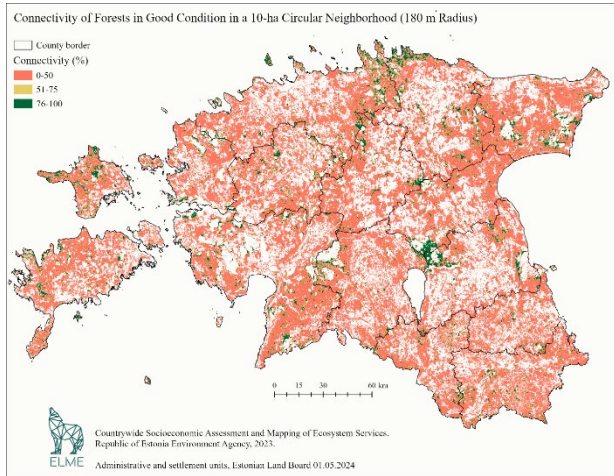 Connectivity of Forests in Good Condition in a 10-ha Circular Neighborhood (180 m Radius)
County border
Connectivity (%)
0-50
51-75
76-100
0 15 30 60 km
Countrywide Socioeconomic Assessment and Mapping of Ecosystem Services.
Republic of Estonia Environment Agency, 2023.
ELME
Administrative and settlement units, Estonian Land Board 01.05.2024